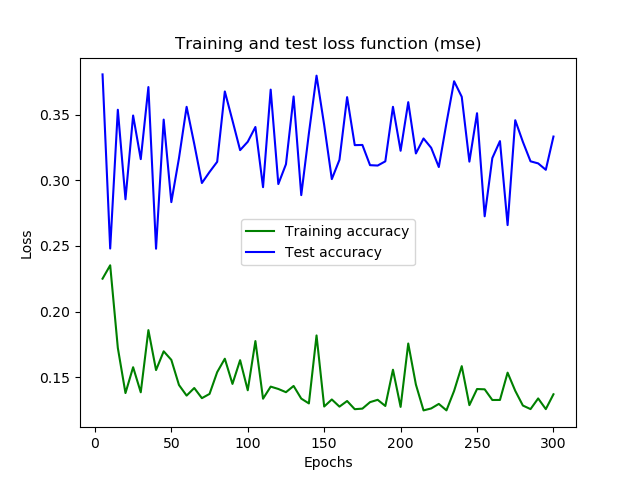 Training and test loss function (mse)
0.35
0.30
0.25
0.20
0.15
Loss
Training accuracy
Test accuracy
0
50
100
150
200
250
300
Epochs